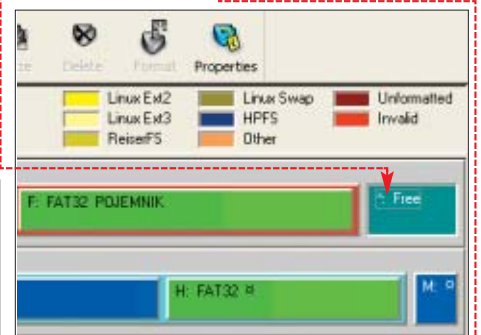 Delete Format Properties
Linux Ext2 Linux Swap Unformatted
Linux Ext3 HPFS Invalid
ReiserFS Other
F: FAT32 POJEMNIK *: Free
H: FAT32 M: